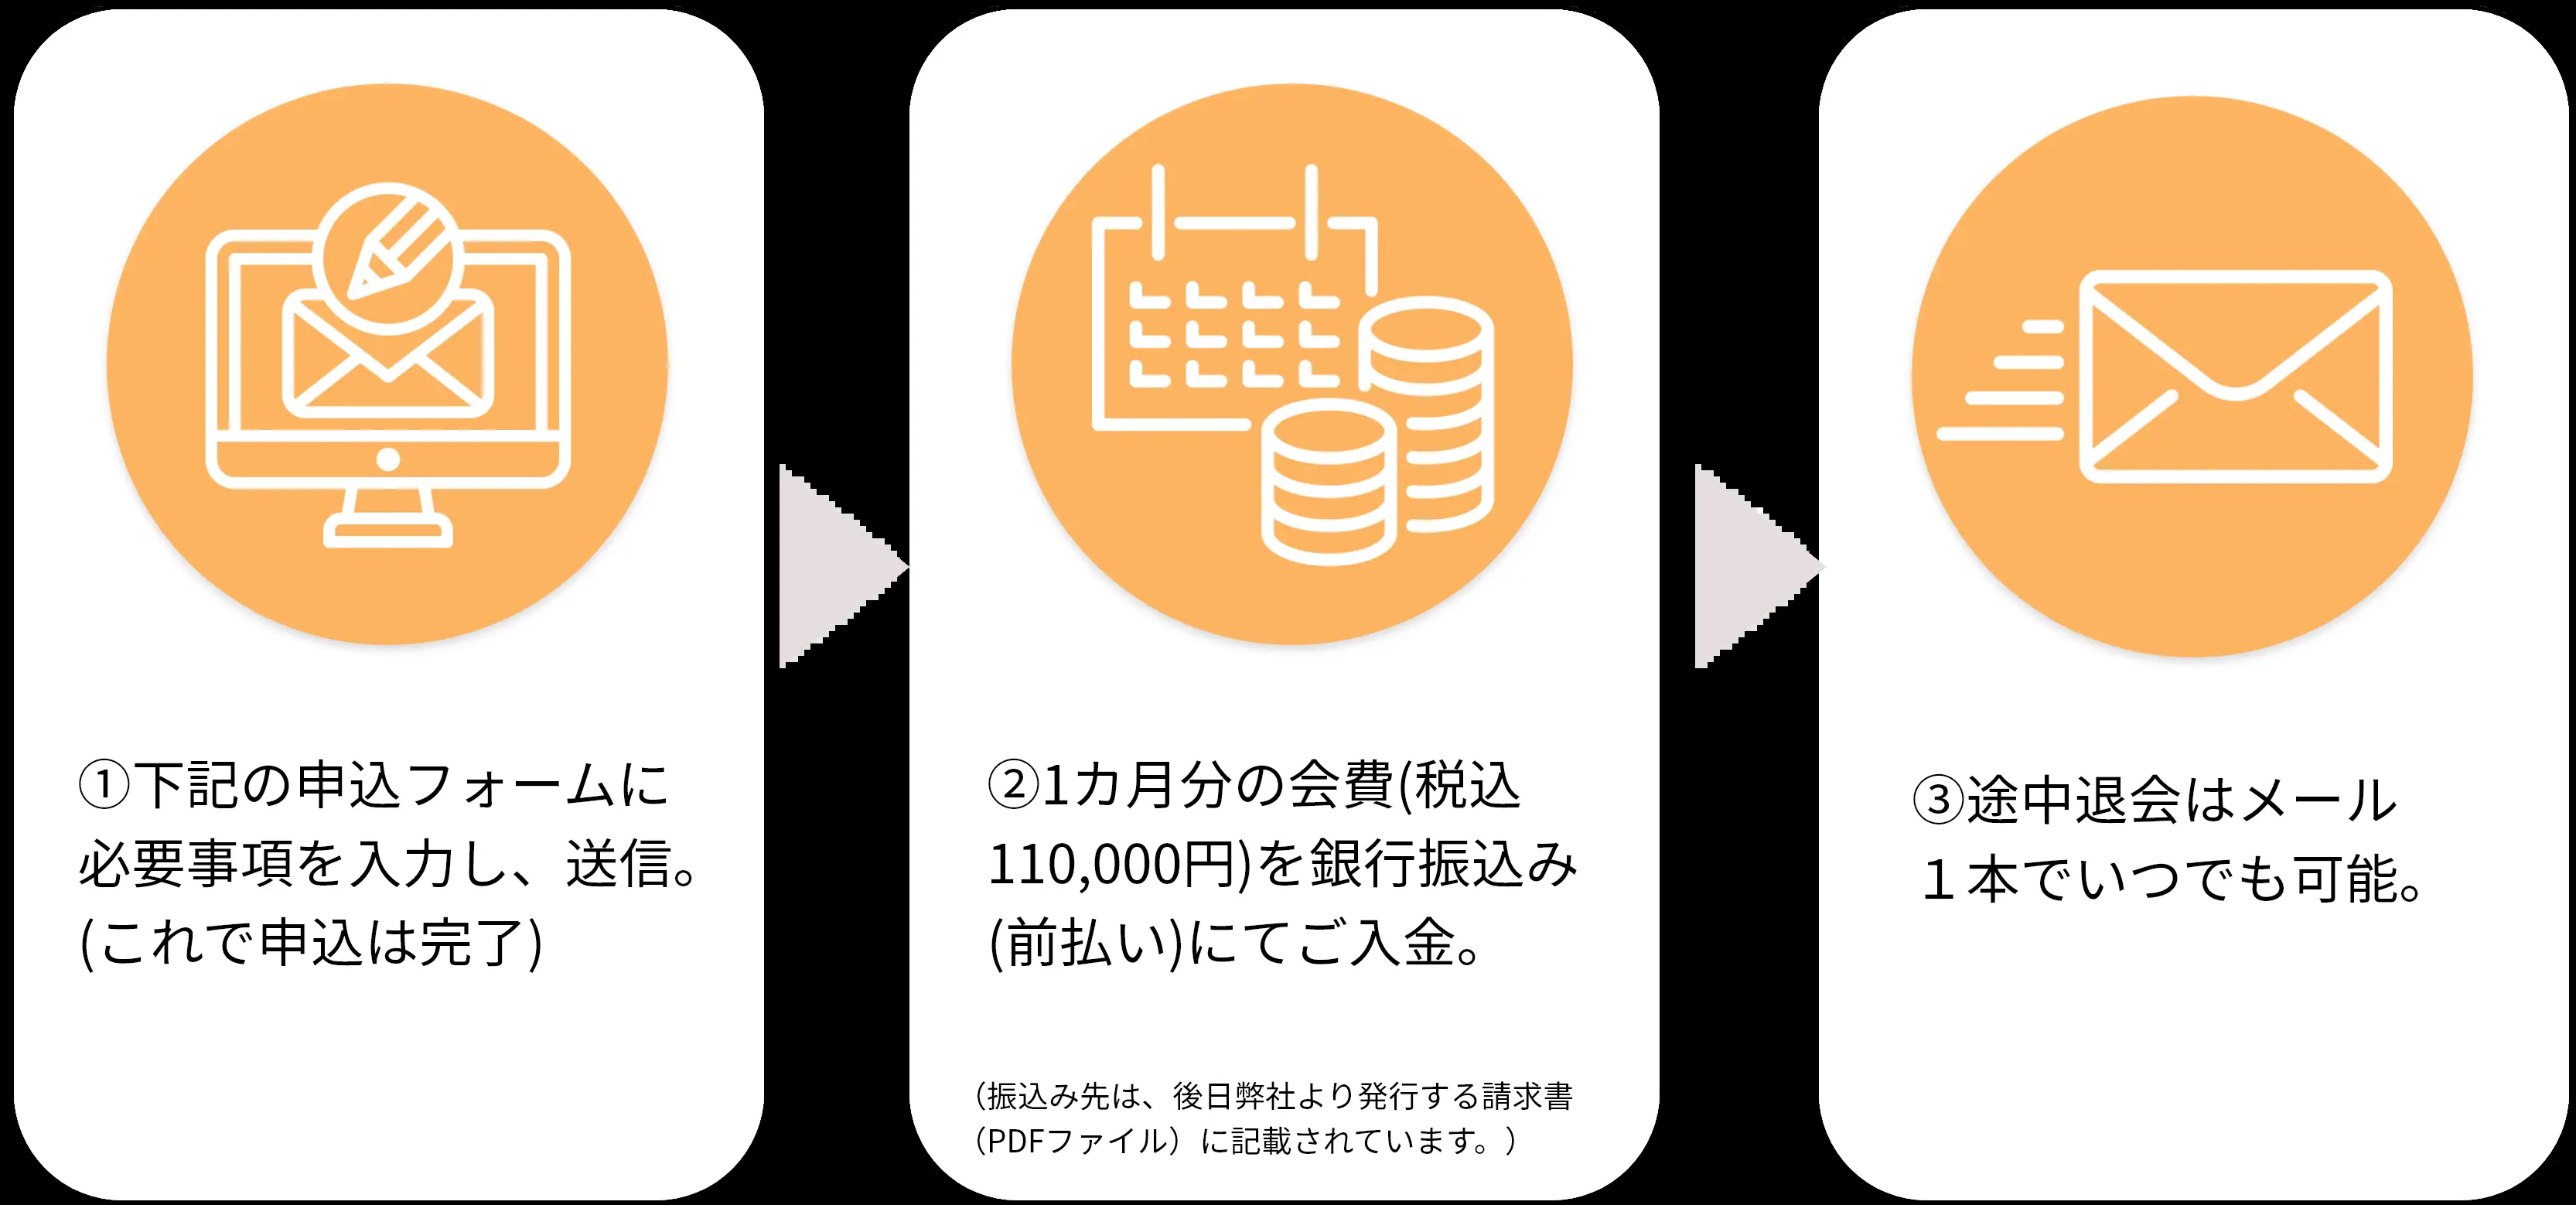 ①下記の申込フォームに
必要事項を入力し、送信。
(これで申込は完了)
②1カ月分の会費(税込
110,000円)を銀行振込み
(前払い)にてご入金。
（振込み先は、後日弊社より発行する請求書
（PDFファイル）に記載されています。）
③途中退会はメール
１本でいつでも可能。